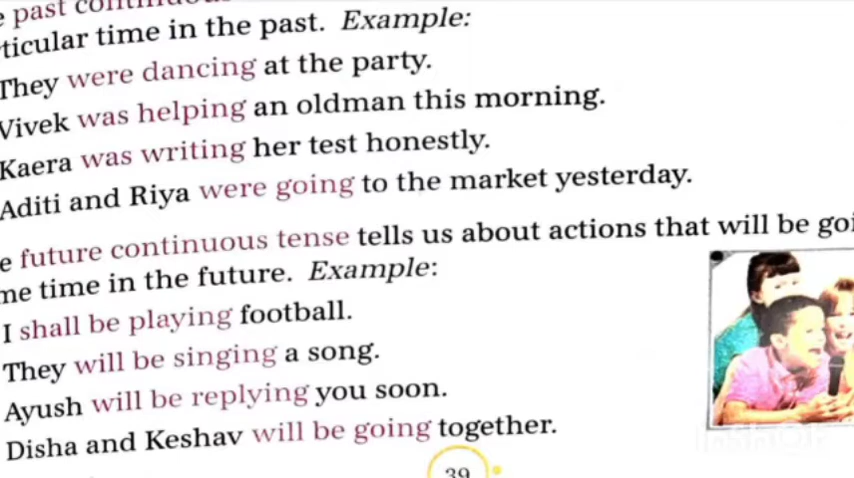 past continuous
ticular time in the past. Example:
They were dancing at the party.
Vivek was helping an oldman this morning.
Kaera was writing her test honestly.
Aditi and Riya were going to the market yesterday.
e future continuous tense tells us about actions that will be goi
me time in the future. Example:
I shall be playing football.
They will be singing a song.
Ayush will be replying you soon.
Disha and Keshav will be going together.
39